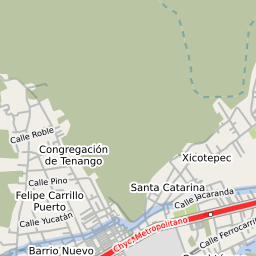 Calle Roble
Congregación
de Tenango
Xicotepec
Calle Pino
Santa Catarina
Felipe Carrillo
Puerto
Calle Jacaranda
Calle Yucatán
Chyc. Metropolitano
Calle Ferrocarril
Barrio Nuevo